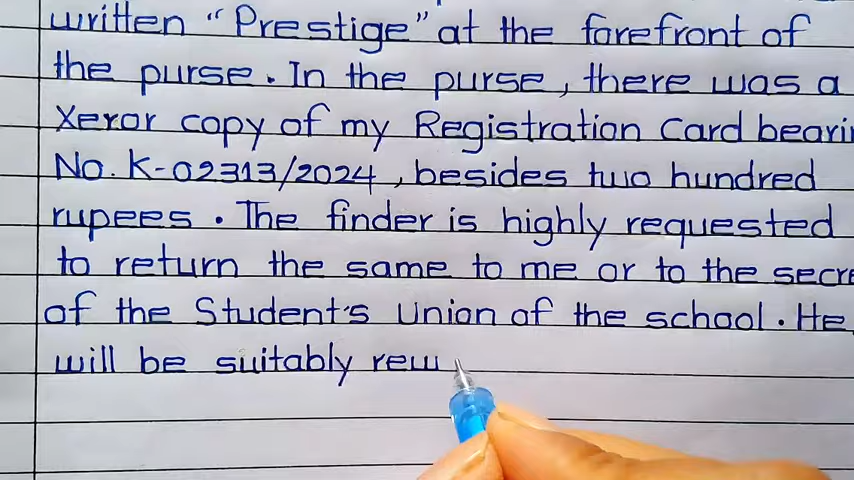 written "Prestige" at the forefront of
the purse. In the purse, there was a
Xeror copy of my Registration Card beari
No. K-02313/2024, besides two hundred
rupees. The finder is highly requested
to return the same to me or to the secre
of the Student's Union of the school. He
will be suitably rew